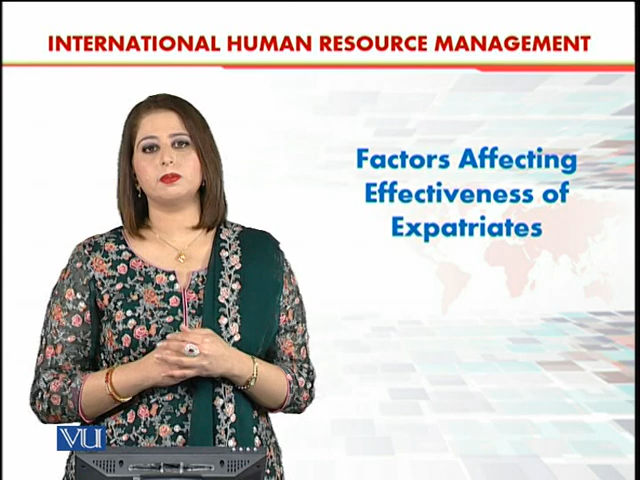 INTERNATIONAL HUMAN RESOURCE MANAGEMENT
Factors Affecting
Effectiveness of
Expatriates
VU